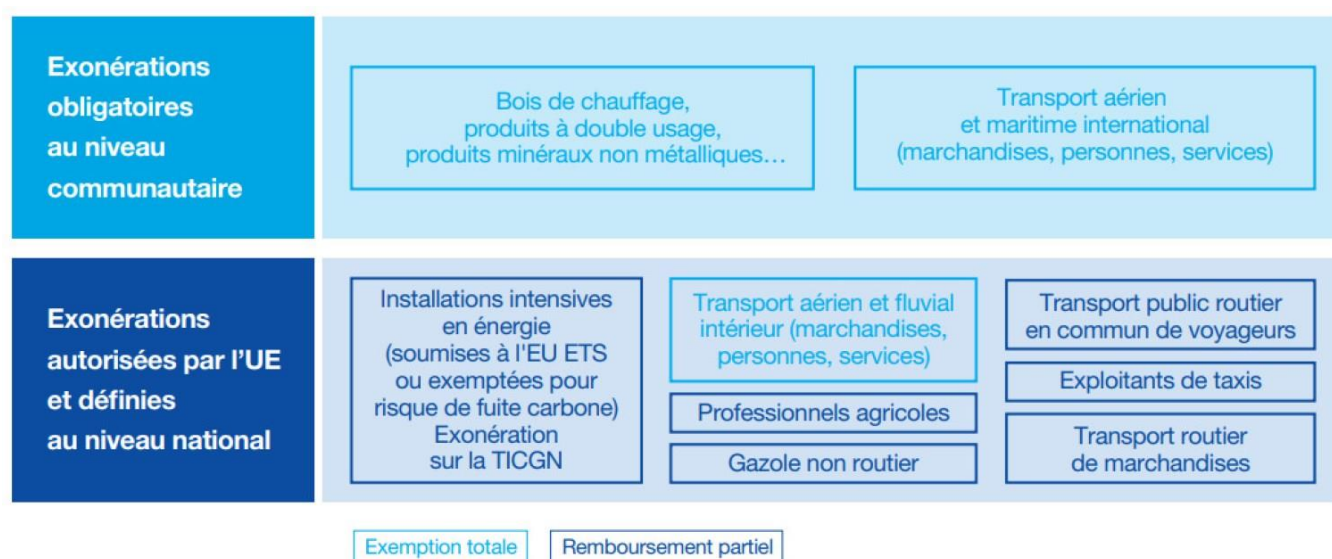 Exonérations
obligatoires
au niveau
communautaire
Bois de chauffage,
produits à double usage,
produits minéraux non métalliques...
Transport aérien
et maritime international
(marchandises, personnes, services)
Exonérations
autorisées par l'UE
et définies
au niveau national
Installations intensives
en énergie
(soumises à l'EU ETS
ou exemptées pour
risque de fuite carbone)
Exonération
sur la TICGN
Transport aérien et fluvial
intérieur (marchandises,
personnes, services)
Professionnels agricoles
Gazole non routier
Transport public routier
en commun de voyageurs
Exploitants de taxis
Transport routier
de marchandises
Exemption totale
Remboursement partiel